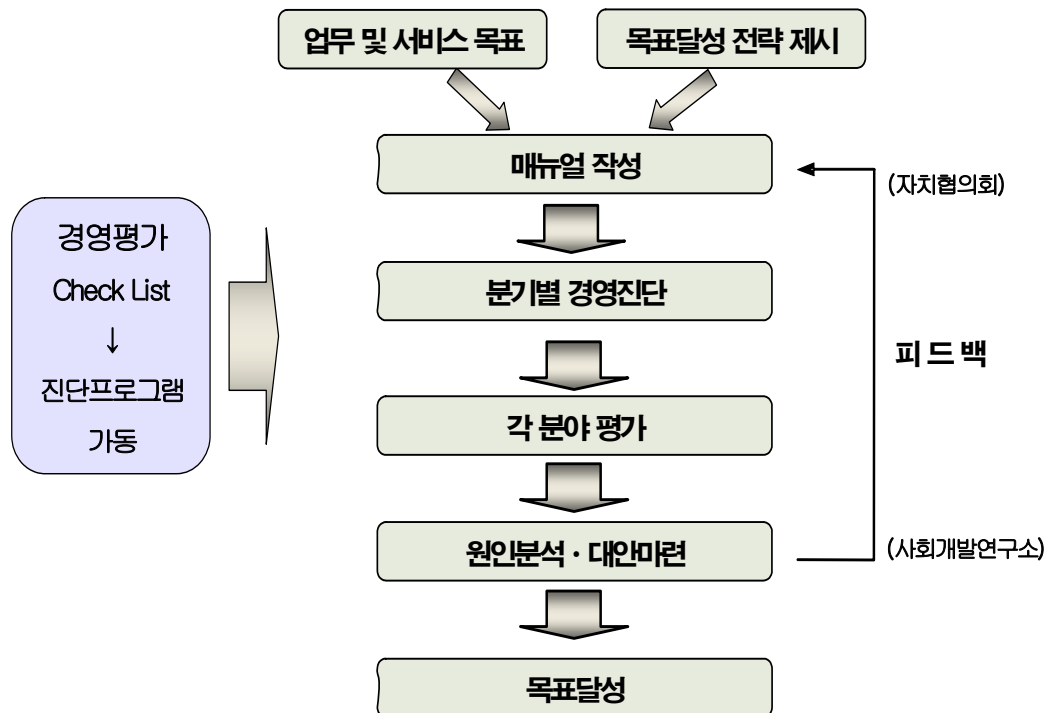 업무 및 서비스 목표
목표달성 전략 제시
매뉴얼 작성
(자치협의회)
경영평가
Check List
↓
진단프로그램
가동
분기별 경영진단
피드백
각 분야 평가
원인분석 · 대안마련
(사회개발연구소)
목표달성